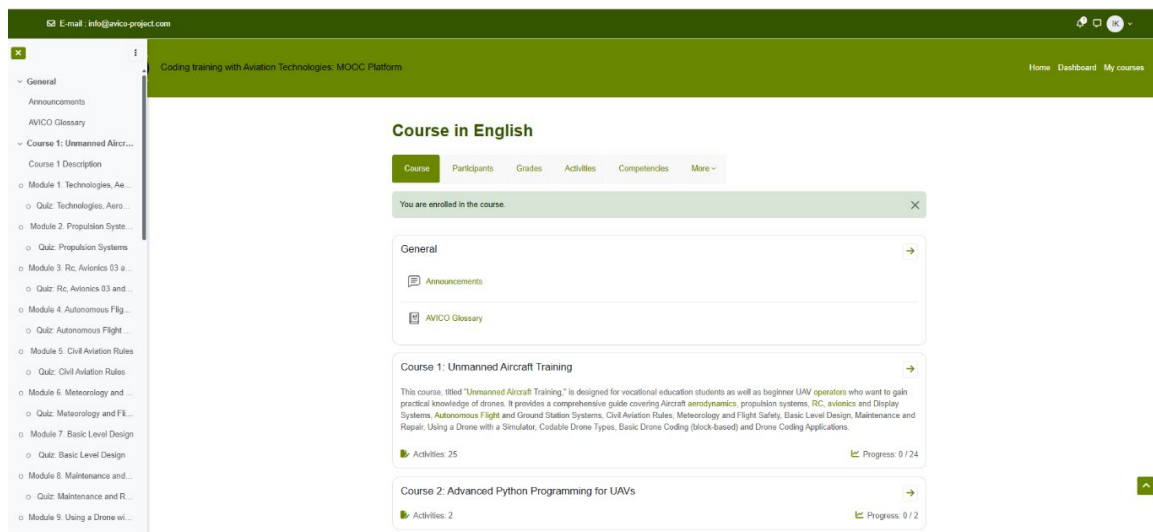 E-mail : info@avico-project.com
IK
Coding training with Aviation Technologies: MOOC Platform
Home Dashboard My courses
General
Announcements
AVICO Glossary
Course 1: Unmanned Aircr...
Course 1 Description
Module 1. Technologies, Ae...
Quiz: Technologies, Aero...
Module 2. Propulsion Syste...
Quiz: Propulsion Systems
Module 3. Rc, Avionics 03 a...
Quiz: Rc, Avionics 03 and...
Module 4. Autonomous Flig...
Quiz: Autonomous Flight ...
Module 5. Civil Aviation Rules
Quiz: Civil Aviation Rules
Module 6. Meteorology and ...
Quiz: Meteorology and Fli...
Module 7. Basic Level Design
Quiz: Basic Level Design
Module 8. Maintenance and...
Quiz: Maintenance and R...
Module 9. Using a Drone wi...
Course in English
Course Participants Grades Activities Competencies More
You are enrolled in the course.
General
Announcements
AVICO Glossary
Course 1: Unmanned Aircraft Training
This course, titled "Unmanned Aircraft Training," is designed for vocational education students as well as beginner UAV operators who want to gain
practical knowledge of drones. It provides a comprehensive guide covering Aircraft aerodynamics, propulsion systems, RC, avionics and Display
Systems, Autonomous Flight and Ground Station Systems, Civil Aviation Rules, Meteorology and Flight Safety, Basic Level Design, Maintenance and
Repair, Using a Drone with a Simulator, Codable Drone Types, Basic Drone Coding (block-based) and Drone Coding Applications.
Activities: 25
Progress: 0 / 24
Course 2: Advanced Python Programming for UAVs
Activities: 2
Progress: 0 / 2